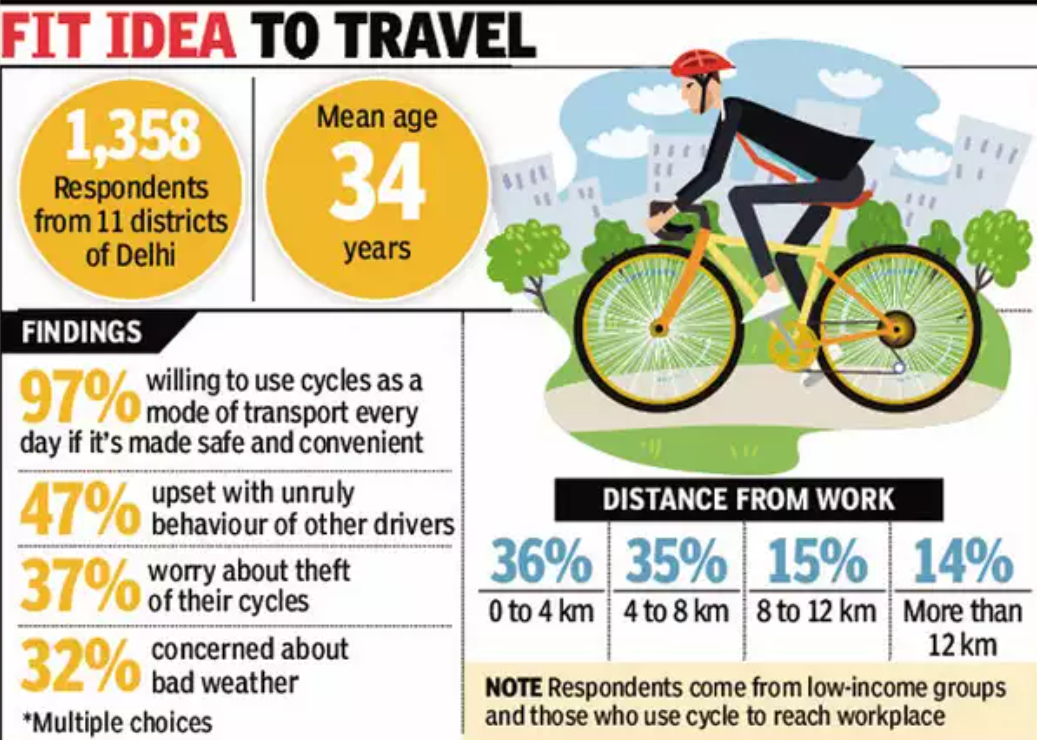 FIT IDEA TO TRAVEL
1,358
Respondents
from 11 districts
of Delhi
Mean age
34
years
FINDINGS
97% willing to use cycles as a
mode of transport every
day if it's made safe and convenient
47% upset with unruly
behaviour of other drivers
37% worry about theft
of their cycles
32% concerned about
bad weather
*Multiple choices
DISTANCE FROM WORK
36% 35% 15% 14%
0 to 4 km 4 to 8 km 8 to 12 km More than
12 km
NOTE Respondents come from low-income groups
and those who use cycle to reach workplace